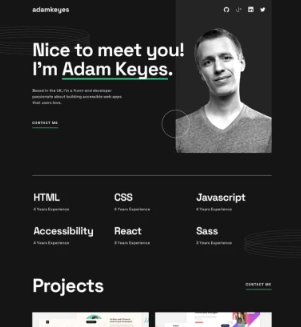 adamkeyes
Nice to meet you!
I'm Adam Keyes.
Based in the UK, I'm a front-end developer
passionate about building accessible web apps
that users love.
CONTACT ME
HTML
4 Years Experience
CSS
4 Years Experience
Javascript
4 Years Experience
Accessibility
4 Years Experience
React
3 Years Experience
Sass
3 Years Experience
Projects
CONTACT ME